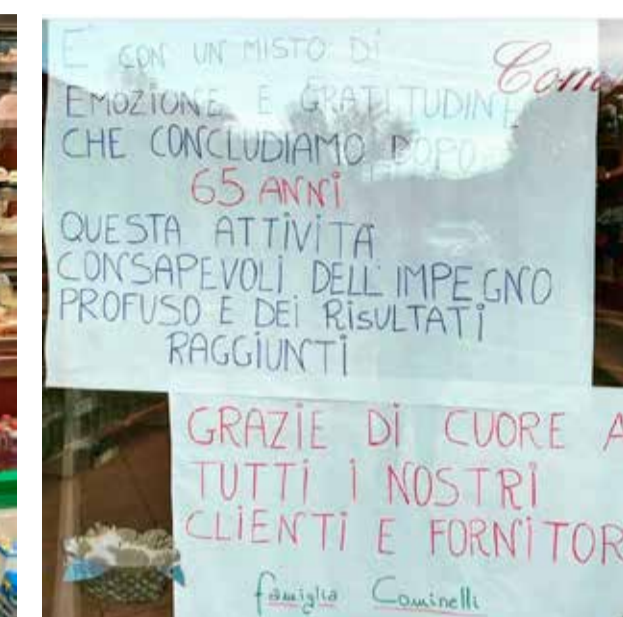 E' CON UN MISTO DI
EMOZIONE E GRATITUDINE
CHE CONCLUDIAMO DOPO
65 ANNI
QUESTA ATTIVITA
CONSAPEVOLI DELL'IMPEGNO
PROFUSO E DEI RISULTATI
RAGGIUNTI
GRAZIE DI CUORE A
TUTTI I NOSTRI
CLIENTI E FORNITOR
famiglia Cominelli